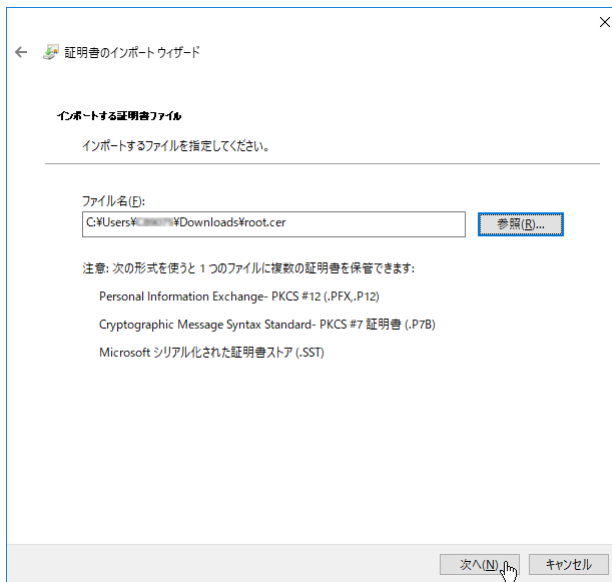 証明書のインポート ウィザード
インポートする証明書ファイル
インポートするファイルを指定してください。
ファイル名(F):
C:¥Users¥ ¥Downloads¥root.cer
参照(R)...
注意: 次の形式を使うと 1 つのファイルに複数の証明書を保管できます:
Personal Information Exchange- PKCS #12 (.PFX,.P12)
Cryptographic Message Syntax Standard- PKCS #7 証明書 (.P7B)
Microsoft シリアル化された証明書ストア (.SST)
次へ(N)
キャンセル